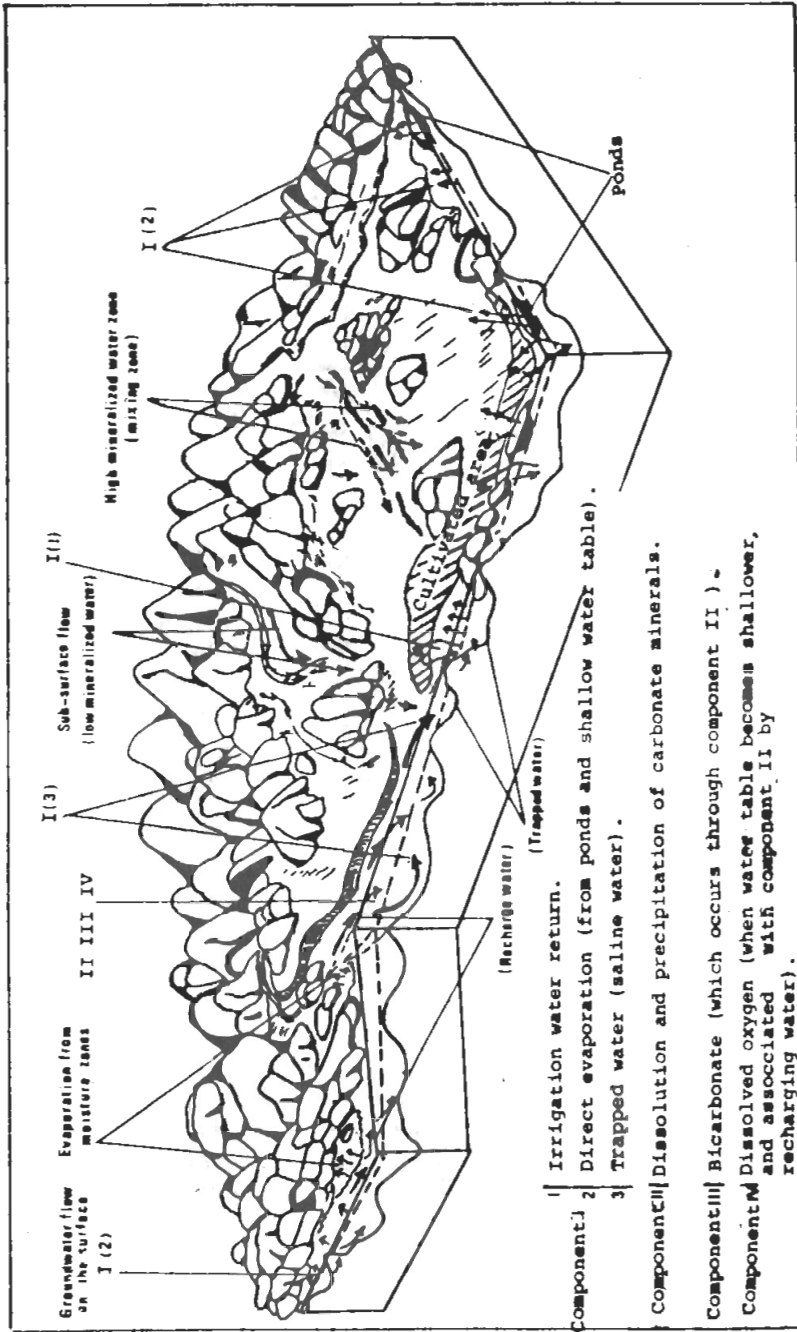 Groundwater flow
on the surface
I (2)
Evaporation from
moisture zones
II III IV
I(3)
Sub-surface flow
(low mineralized water)
I(1)
High mineralized water zone
(mixing zone)
I (2)
Cultivated area
Ponds
(Recharge water)
(Trapped water)
Component I
1 Irrigation water return.
2 Direct evaporation (from ponds and shallow water table).
3 Trapped water (saline water).
Component II Dissolution and precipitation of carbonate minerals.
Component III Bicarbonate (which occurs through component II ).
Component IV Dissolved oxygen (when water table becomes shallower,
and assocciated with component II by
recharging water).